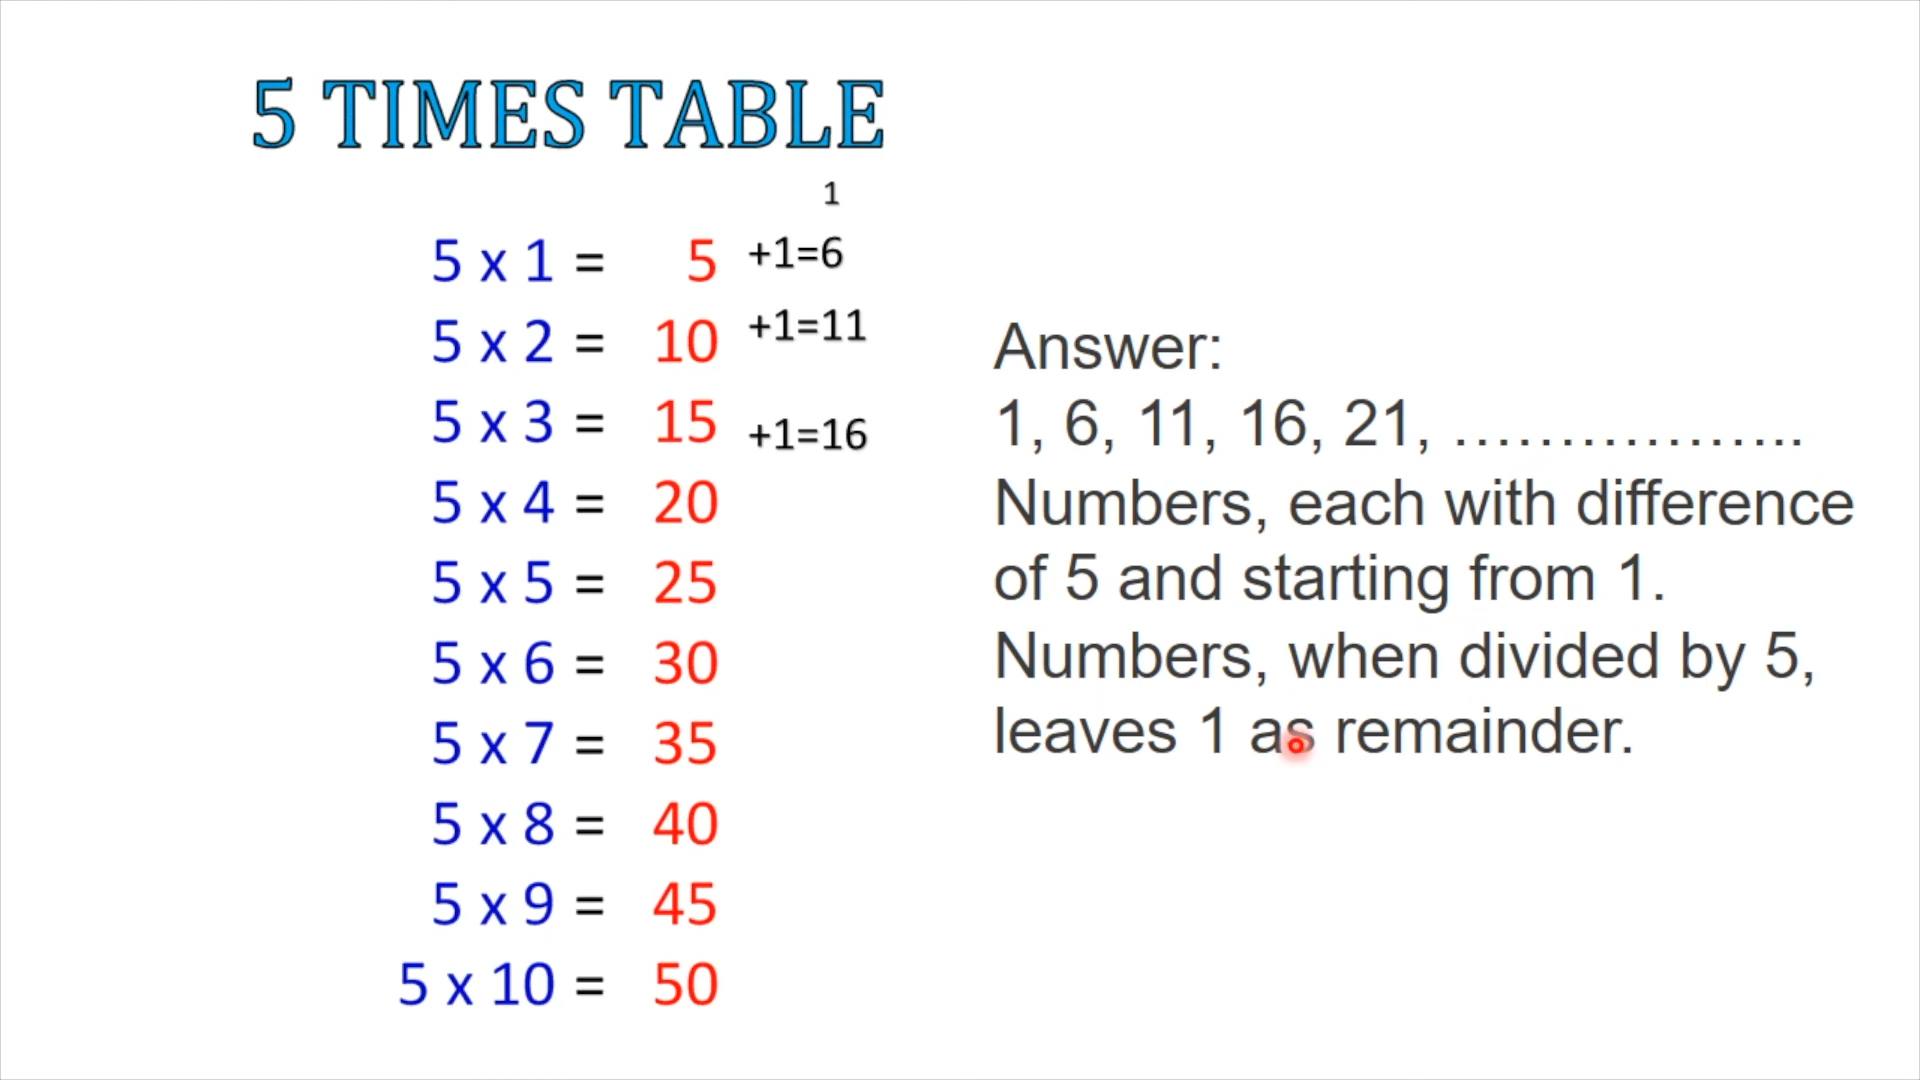 5 TIMES TABLE
1
5 x 1 = 5 +1=6
5 x 2 = 10 +1=11
5 x 3 = 15 +1=16
5 x 4 = 20
5 x 5 = 25
5 x 6 = 30
5 x 7 = 35
5 x 8 = 40
5 x 9 = 45
5 x 10 = 50
Answer:
1, 6, 11, 16, 21, ……………..
Numbers, each with difference
of 5 and starting from 1.
Numbers, when divided by 5,
leaves 1 as remainder.